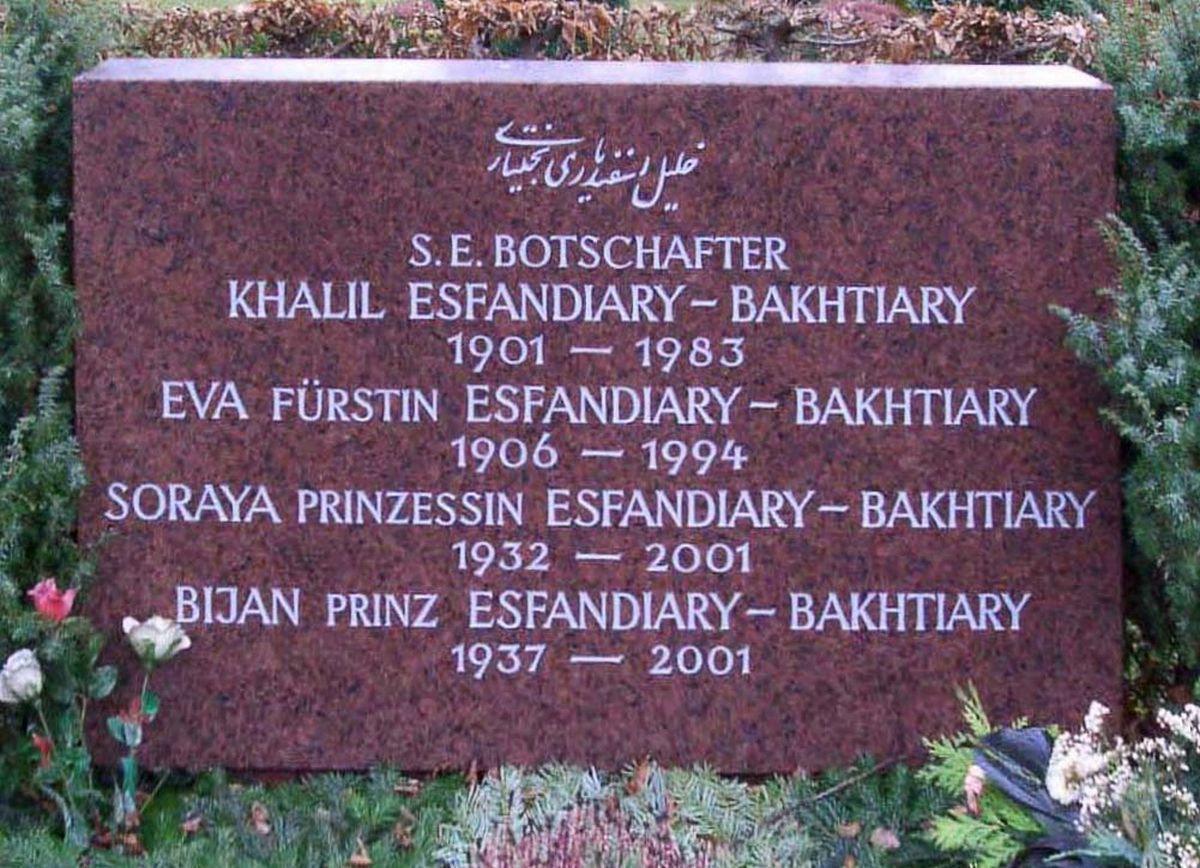 خلیل اسفندیاری بختیاری
S. E. BOTSCHAFTER
KHALIL ESFANDIARY – BAKHTIARY
1901 — 1983
EVA FÜRSTIN ESFANDIARY – BAKHTIARY
1906 — 1994
SORAYA PRINZESSIN ESFANDIARY – BAKHTIARY
1932 — 2001
BIJAN PRINZ ESFANDIARY – BAKHTIARY
1937 — 2001